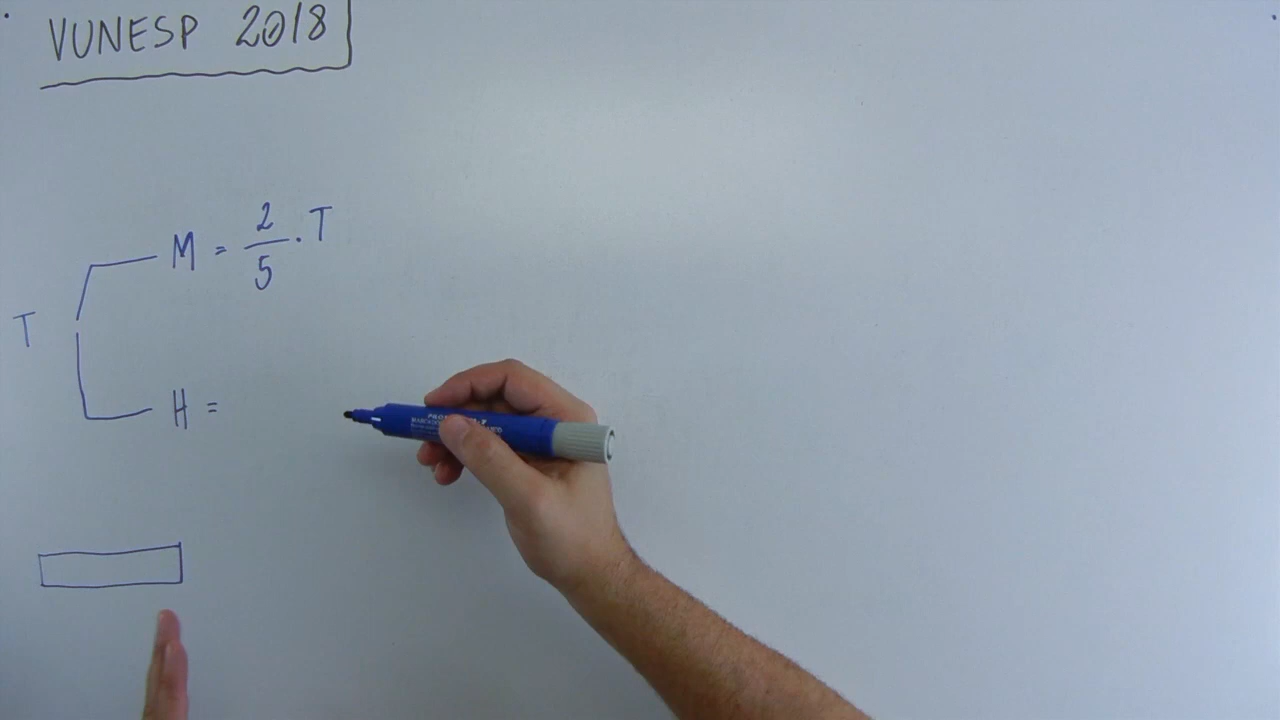 VUNESP 2018
M = 2/5 . T
T
H =